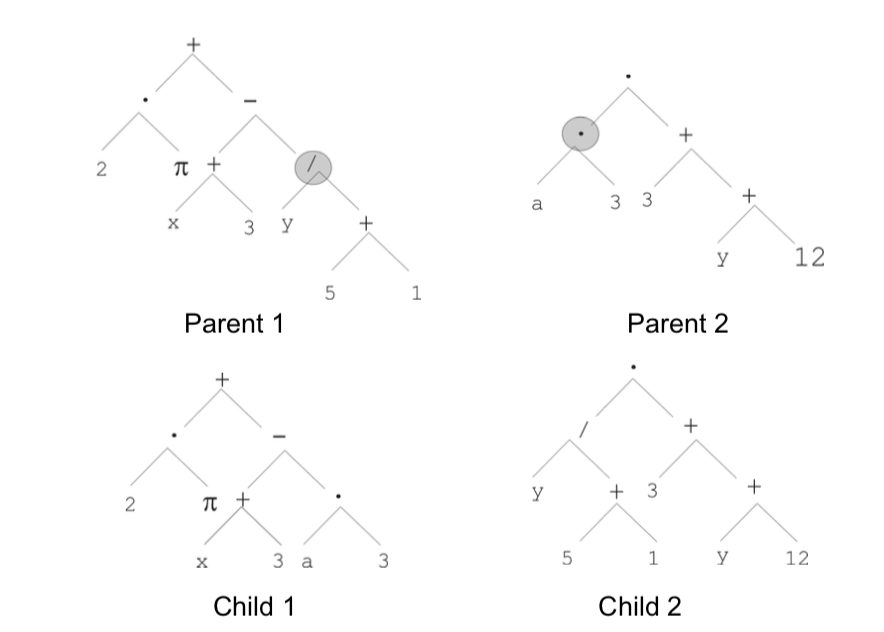 + ·
· − · +
2 π + / a 3 3 +
x 3 y + y 12
5 1
Parent 1 Parent 2
+ ·
· − / +
2 π + · y + 3 +
x 3 a 3 5 1 y 12
Child 1 Child 2